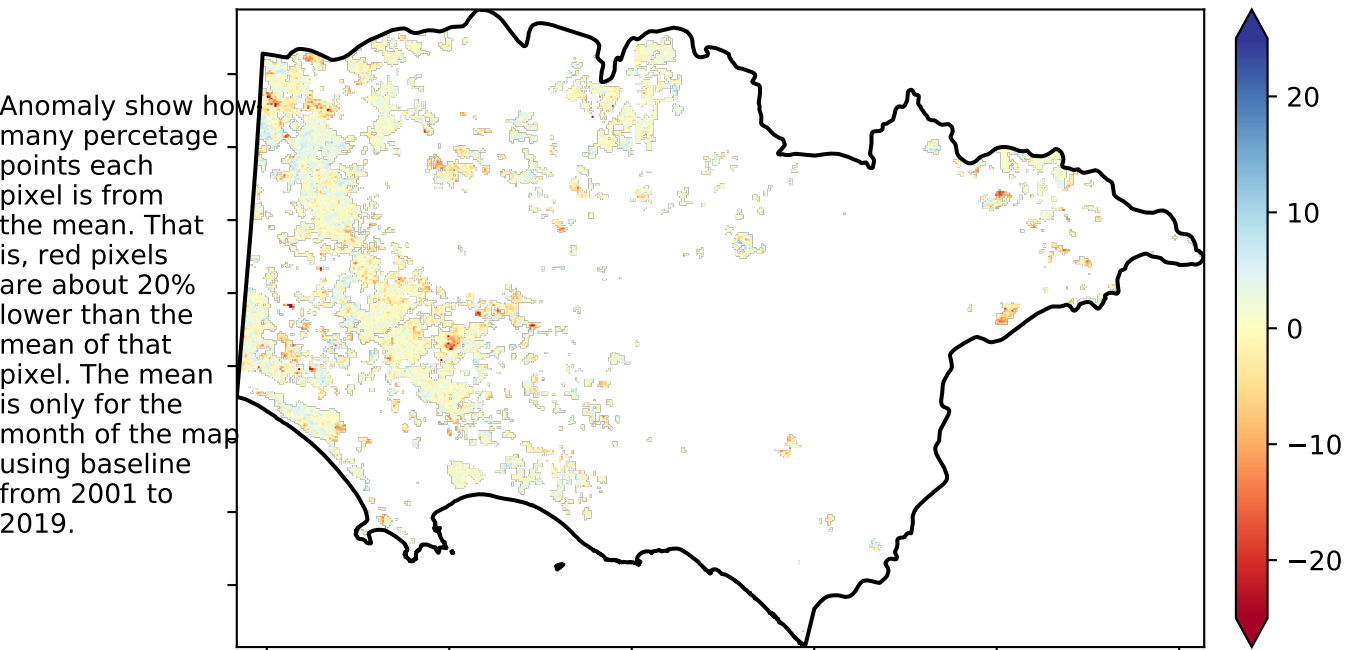 Anomaly show how
many percetage
points each
pixel is from
the mean. That
is, red pixels
are about 20%
lower than the
mean of that
pixel. The mean
is only for the
month of the map
using baseline
from 2001 to
2019.
20
10
0
−10
−20